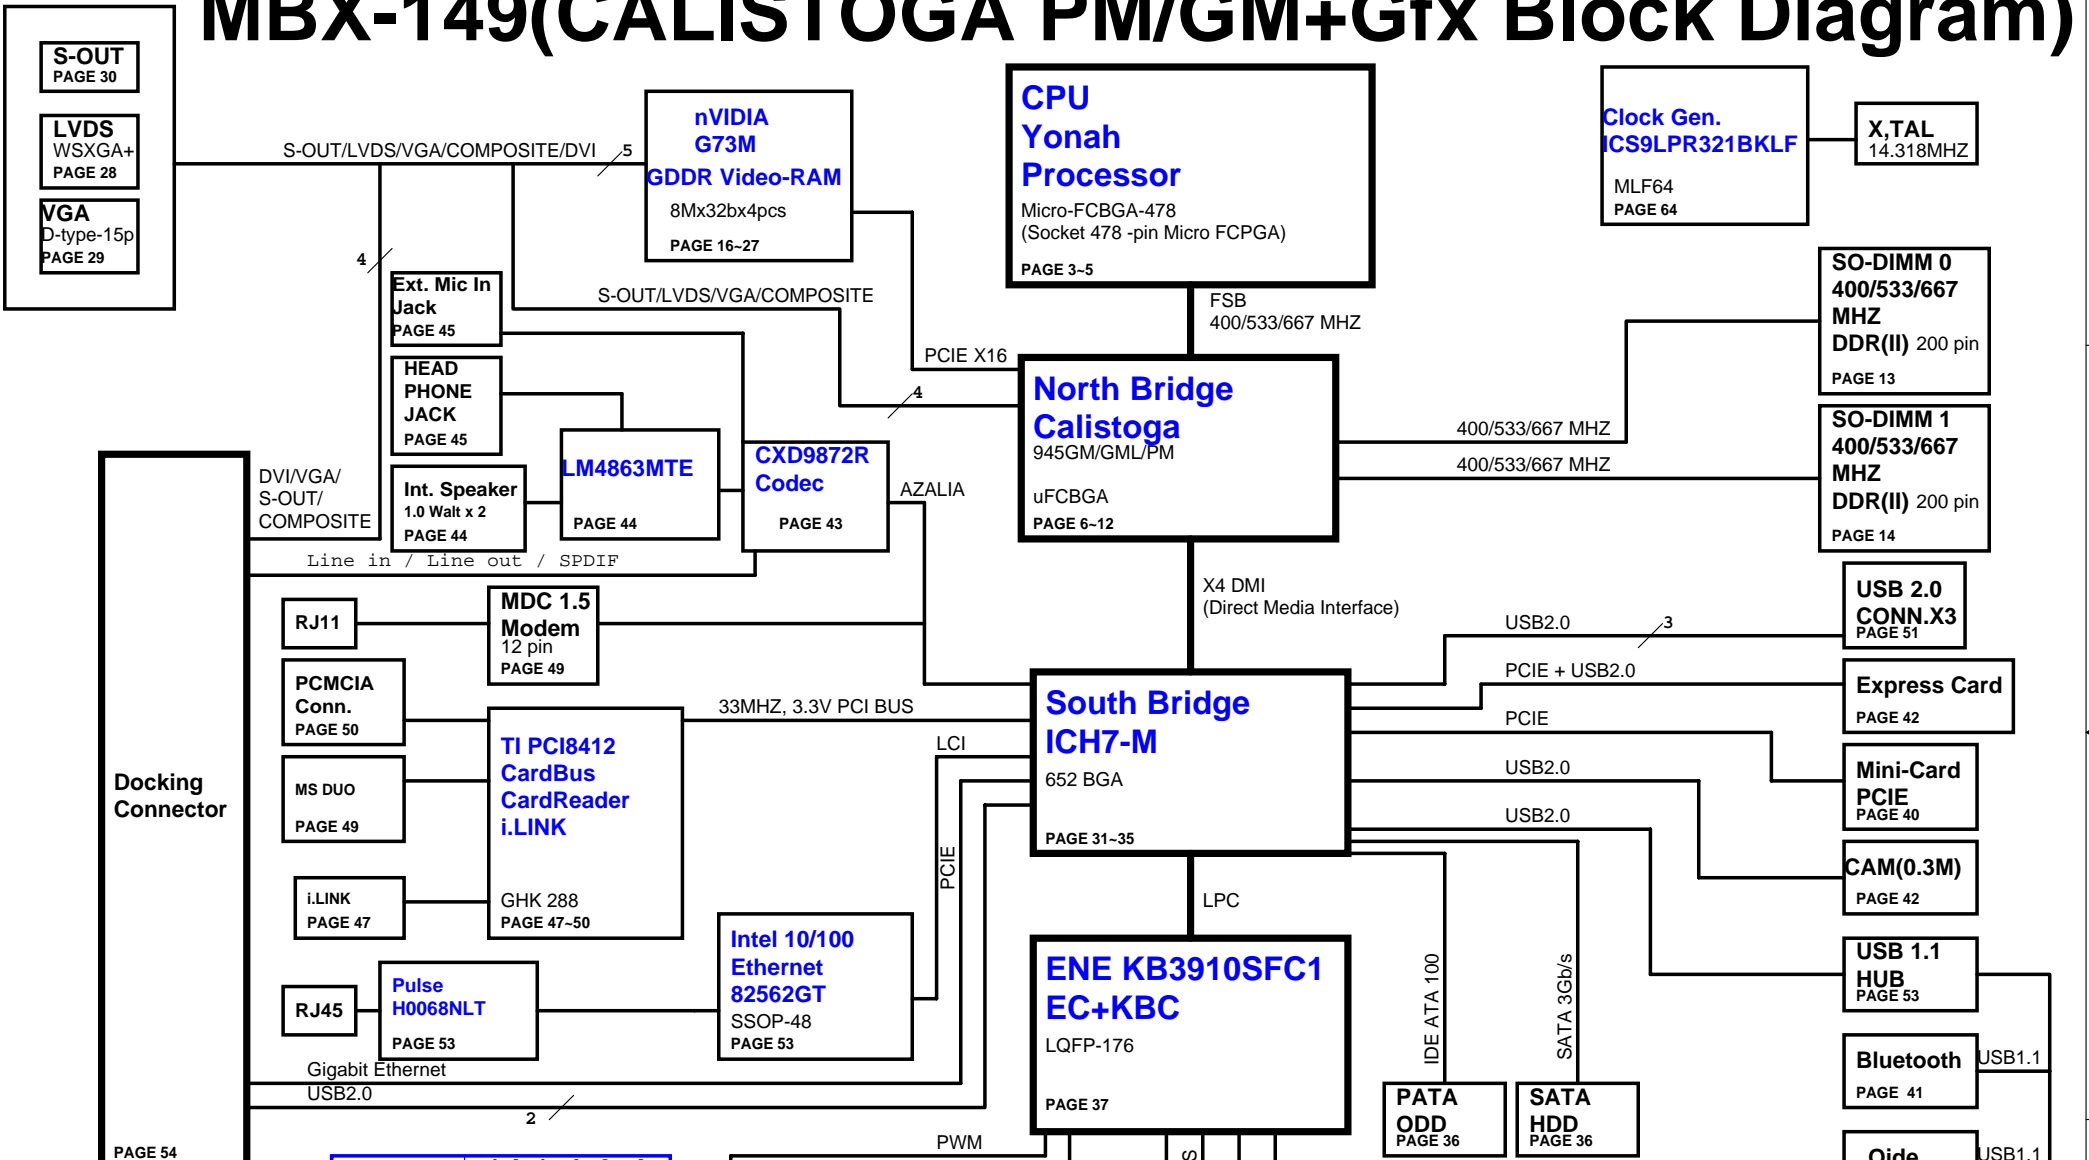 MBX-149(CALISTOGA PM/GM+Gfx Block Diagram)
S-OUT
PAGE 30
LVDS
WSXGA+
PAGE 28
VGA
D-type-15p
PAGE 29
S-OUT/LVDS/VGA/COMPOSITE/DVI
5
4
nVIDIA
G73M
GDDR Video-RAM
8Mx32bx4pcs
PAGE 16~27
CPU
Yonah
Processor
Micro-FCBGA-478
(Socket 478 -pin Micro FCPGA)
PAGE 3~5
Clock Gen.
ICS9LPR321BKLF
MLF64
PAGE 64
X,TAL
14.318MHZ
Ext. Mic In
Jack
PAGE 45
S-OUT/LVDS/VGA/COMPOSITE
PCIE X16
4
FSB
400/533/667 MHZ
SO-DIMM 0
400/533/667
MHZ
DDR(II) 200 pin
PAGE 13
HEAD
PHONE
JACK
PAGE 45
North Bridge
Calistoga
945GM/GML/PM
uFCBGA
PAGE 6~12
400/533/667 MHZ
400/533/667 MHZ
SO-DIMM 1
400/533/667
MHZ
DDR(II) 200 pin
PAGE 14
DVI/VGA/
S-OUT/
COMPOSITE
Int. Speaker
1.0 Walt x 2
PAGE 44
LM4863MTE
PAGE 44
CXD9872R
Codec
PAGE 43
AZALIA
Line in / Line out / SPDIF
Docking
Connector
PAGE 54
RJ11
MDC 1.5
Modem
12 pin
PAGE 49
X4 DMI
(Direct Media Interface)
USB2.0
3
USB 2.0
CONN.X3
PAGE 51
PCMCIA
Conn.
PAGE 50
MS DUO
PAGE 49
i.LINK
PAGE 47
TI PCI8412
CardBus
CardReader
i.LINK
GHK 288
PAGE 47~50
33MHZ, 3.3V PCI BUS
LCI
PCIE
South Bridge
ICH7-M
652 BGA
PAGE 31~35
PCIE + USB2.0
Express Card
PAGE 42
PCIE
Mini-Card
PCIE
PAGE 40
USB2.0
CAM(0.3M)
PAGE 42
USB2.0
USB 1.1
HUB
PAGE 53
LPC
RJ45
Pulse
H0068NLT
PAGE 53
Intel 10/100
Ethernet
82562GT
SSOP-48
PAGE 53
ENE KB3910SFC1
EC+KBC
LQFP-176
PAGE 37
IDE ATA 100
SATA 3Gb/s
PATA
ODD
PAGE 36
SATA
HDD
PAGE 36
Bluetooth
PAGE 41
USB1.1
Gigabit Ethernet
USB2.0
2
PWM
S
USB1.1